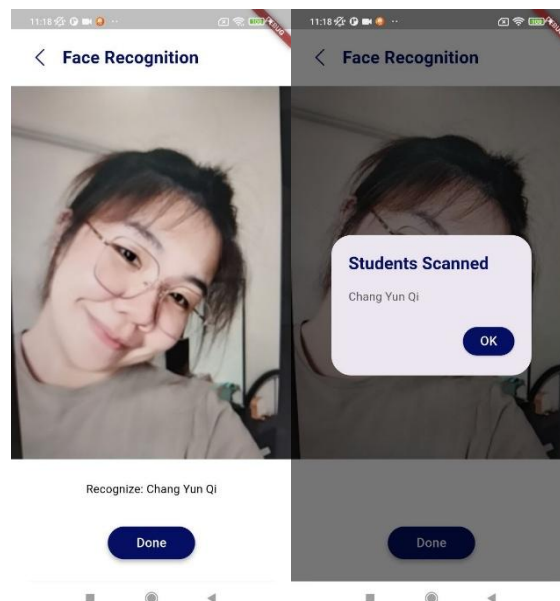 11:18
Face Recognition
Recognize: Chang Yun Qi
Done
11:18
Face Recognition
Students Scanned
Chang Yun Qi
OK
Done